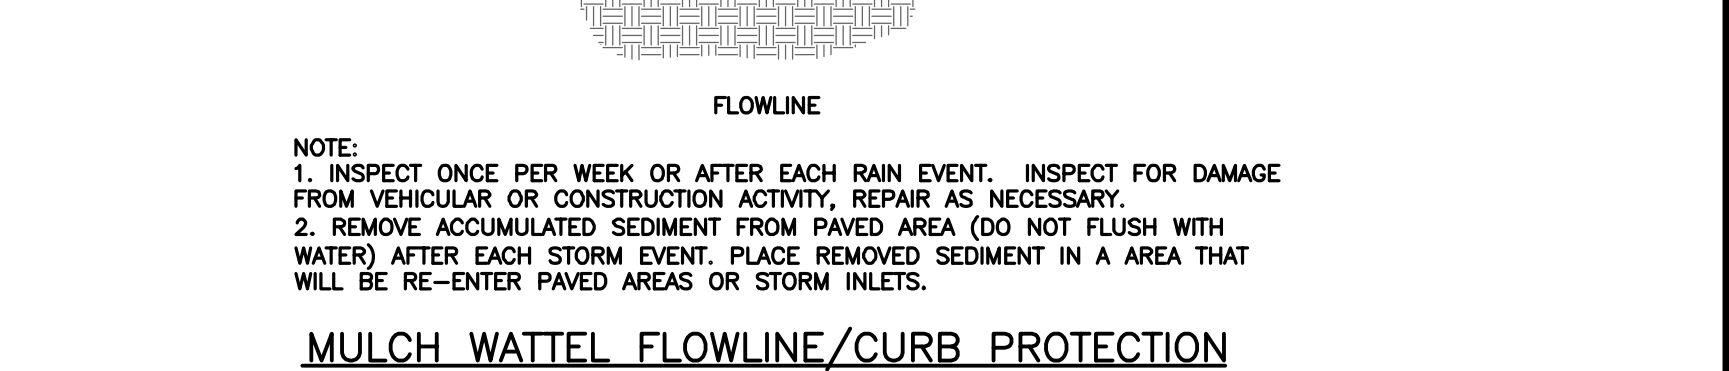 FLOWLINE
NOTE:
1. INSPECT ONCE PER WEEK OR AFTER EACH RAIN EVENT. INSPECT FOR DAMAGE
FROM VEHICULAR OR CONSTRUCTION ACTIVITY, REPAIR AS NECESSARY.
2. REMOVE ACCUMULATED SEDIMENT FROM PAVED AREA (DO NOT FLUSH WITH
WATER) AFTER EACH STORM EVENT. PLACE REMOVED SEDIMENT IN A AREA THAT
WILL BE RE-ENTER PAVED AREAS OR STORM INLETS.
MULCH WATTEL FLOWLINE/CURB PROTECTION